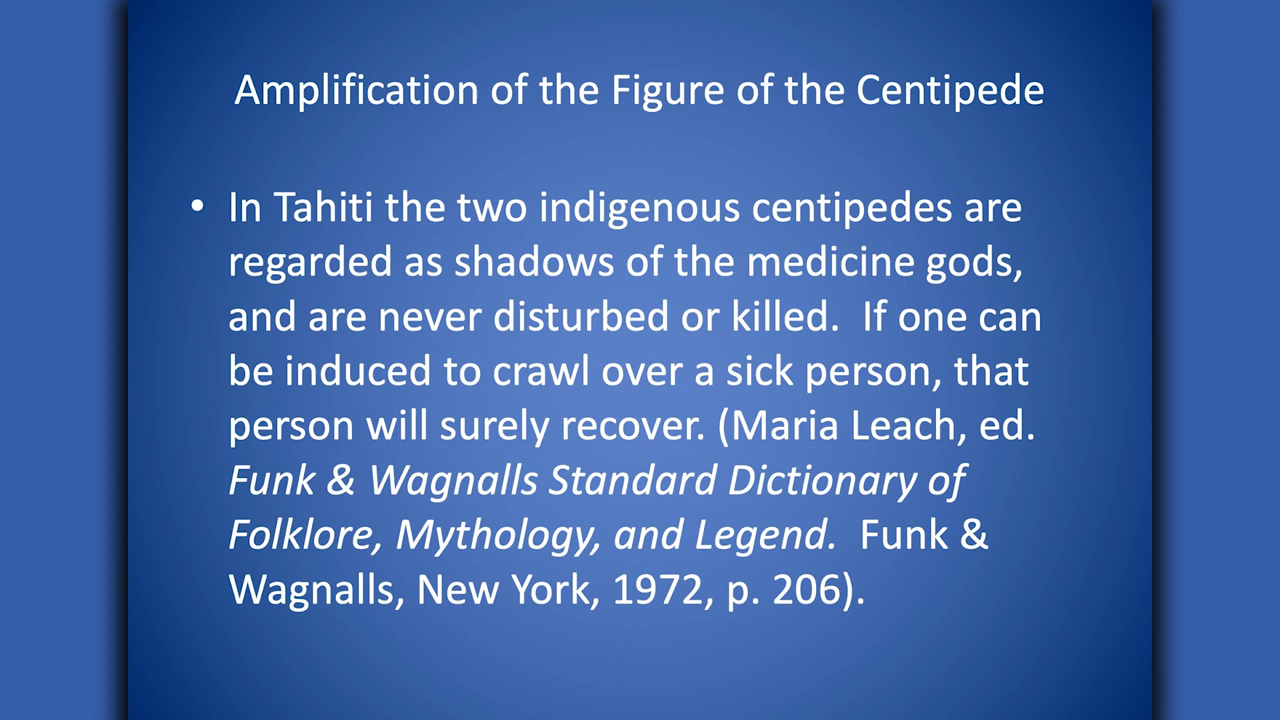 Amplification of the Figure of the Centipede
• In Tahiti the two indigenous centipedes are
regarded as shadows of the medicine gods,
and are never disturbed or killed.  If one can
be induced to crawl over a sick person, that
person will surely recover. (Maria Leach, ed.
Funk & Wagnalls Standard Dictionary of
Folklore, Mythology, and Legend.  Funk &
Wagnalls, New York, 1972, p. 206).